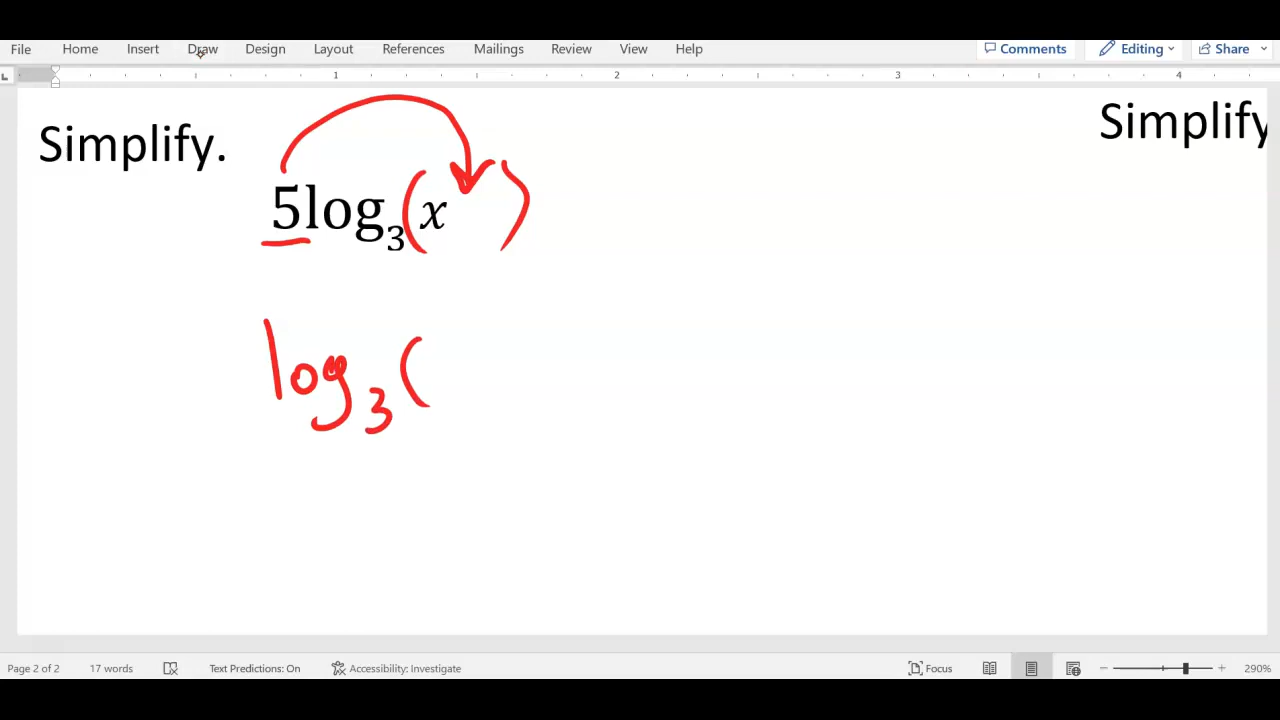 File Home Insert Draw Design Layout References Mailings Review View Help Comments Editing Share
1 2 3 4
Simplify. Simplify
5log₃(x )
log₃(
Page 2 of 2 17 words Text Predictions: On Accessibility: Investigate Focus 290%